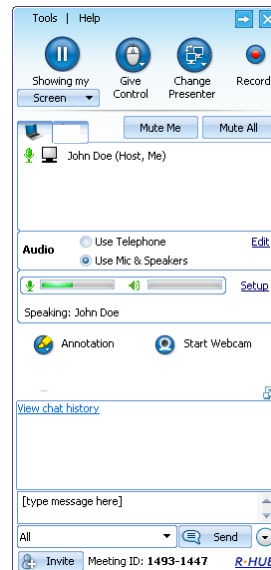 Tools | Help
Showing my
Screen
Give
Control
Change
Presenter
Record
Mute Me
Mute All
John Doe (Host, Me)
Audio
Use Telephone
Edit
Use Mic & Speakers
Setup
Speaking: John Doe
Annotation
Start Webcam
View chat history
[type message here]
All
Send
Invite
Meeting ID: 1493-1447
R-HUB